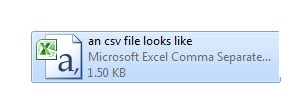 an csv file looks like
Microsoft Excel Comma Separate...
1.50 KB
a,